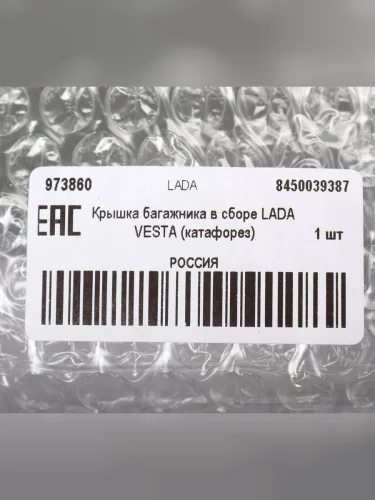 973860 LADA 8450039387
EAC Крышка багажника в сборе LADA
VESTA (катафорез) 1 шт
РОССИЯ